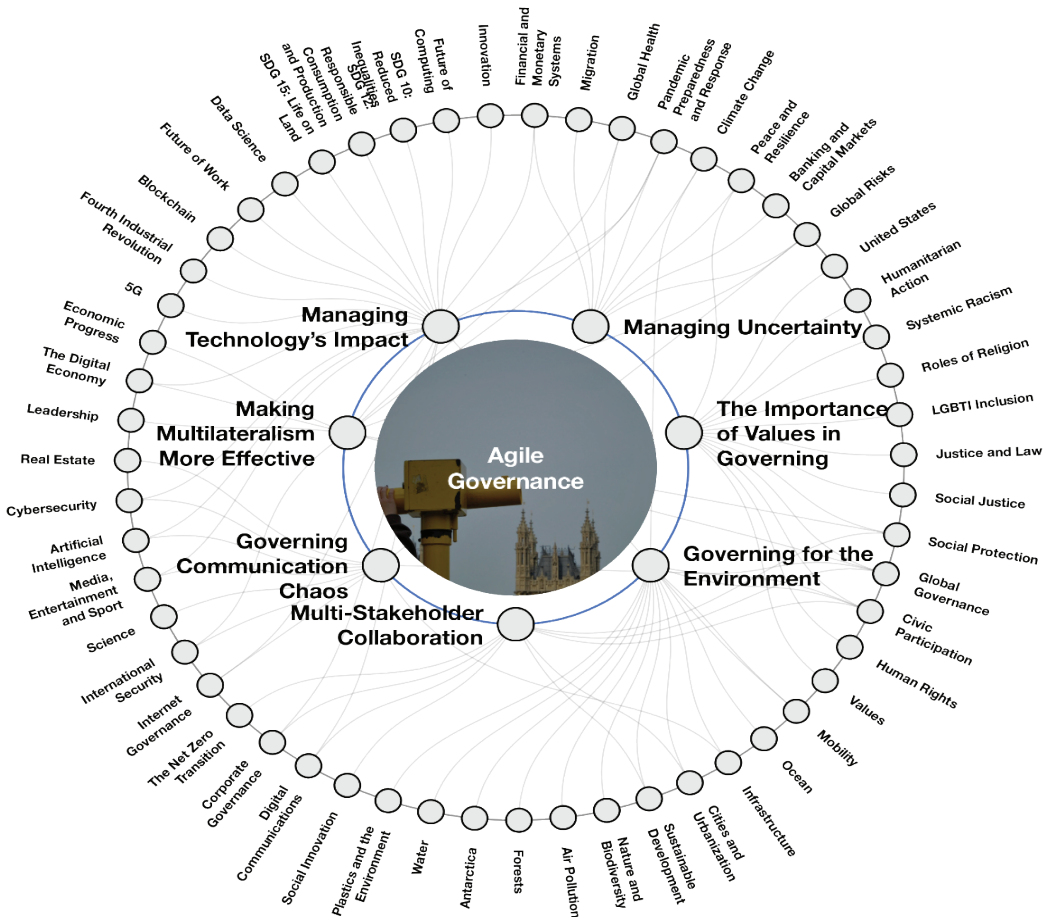 Agile
Governance
Managing
Technology's Impact
Managing Uncertainty
The Importance
of Values in
Governing
Governing for the
Environment
Multi-Stakeholder
Collaboration
Governing
Communication
Chaos
Making
Multilateralism
More Effective
Innovation
Financial and
Monetary
Systems
Migration
Global Health
Pandemic
Preparedness
and Response
Climate Change
Peace and
Resilience
Banking and
Capital Markets
Global Risks
United States
Humanitarian
Action
Systemic Racism
Roles of Religion
LGBTI Inclusion
Justice and Law
Social Justice
Social Protection
Global
Governance
Civic
Participation
Human Rights
Values
Mobility
Ocean
Infrastructure
Cities and
Urbanization
Sustainable
Development
Nature and
Biodiversity
Air Pollution
Forests
Antarctica
Water
Plastics and the
Environment
Social Innovation
Digital
Communications
Corporate
Governance
The Net Zero
Transition
Internet
Governance
International
Security
Science
Media,
Entertainment
and Sport
Artificial
Intelligence
Cybersecurity
Real Estate
Leadership
The Digital
Economy
Economic
Progress
5G
Fourth Industrial
Revolution
Blockchain
Future of Work
Data Science
SDG 15: Life on
Land
SDG 12:
Responsible
Consumption
and Production
SDG 10:
Reduced
Inequalities
Future of
Computing